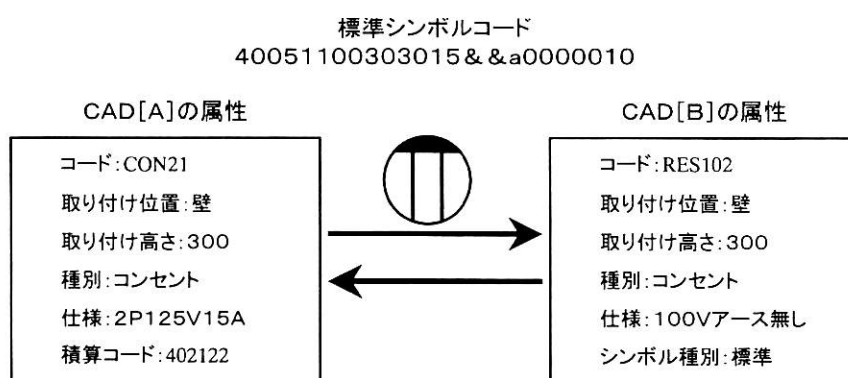 標準シンボルコード
40051100303015&&a0000010
CAD[A]の属性
コード:CON21
取り付け位置:壁
取り付け高さ:300
種別:コンセント
仕様:2P125V15A
積算コード:402122
CAD[B]の属性
コード:RES102
取り付け位置:壁
取り付け高さ:300
種別:コンセント
仕様:100Vアース無し
シンボル種別:標準